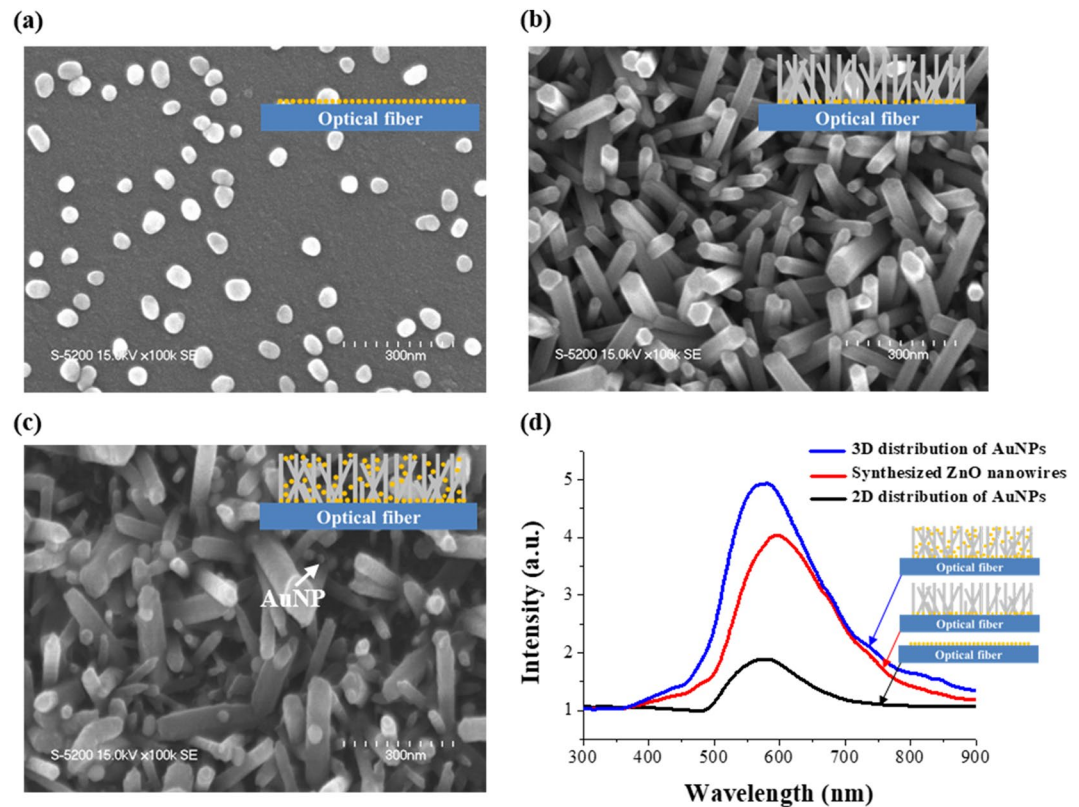 (a)
Optical fiber
S-5200 15.0kV x100k SE
300nm
(b)
Optical fiber
S-5200 15.0kV x100k SE
300nm
(c)
Optical fiber
AuNP
S-5200 15.0kV x100k SE
300nm
(d)
3D distribution of AuNPs
Synthesized ZnO nanowires
2D distribution of AuNPs
Optical fiber
Optical fiber
Optical fiber
Intensity (a.u.)
5
4
3
2
1
300 400 500 600 700 800 900
Wavelength (nm)